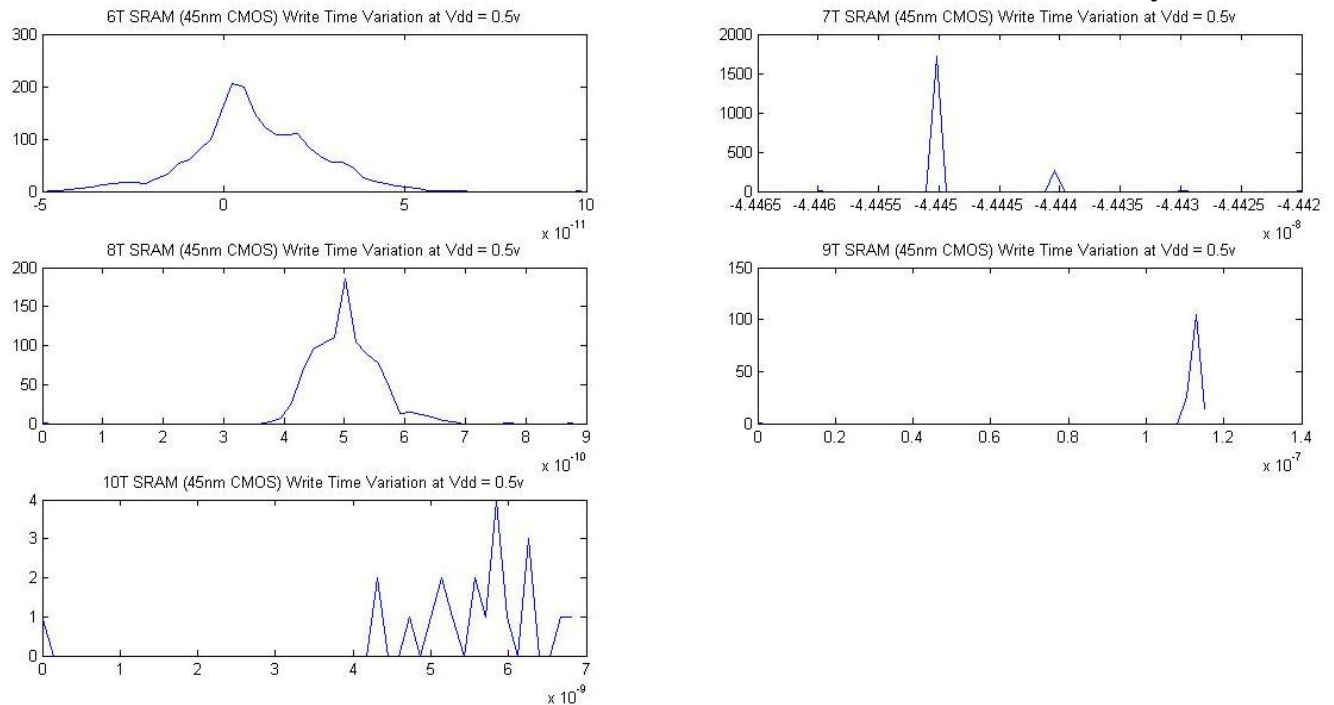 6T SRAM (45nm CMOS) Write Time Variation at Vdd = 0.5v
300
200
100
0
-5 0 5 10
x 10-11
7T SRAM (45nm CMOS) Write Time Variation at Vdd = 0.5v
2000
1500
1000
500
0
-4.4465 -4.446 -4.4455 -4.445 -4.4445 -4.444 -4.4435 -4.443 -4.4425 -4.442
x 10-8
8T SRAM (45nm CMOS) Write Time Variation at Vdd = 0.5v
200
150
100
50
0
0 1 2 3 4 5 6 7 8 9
x 10-10
9T SRAM (45nm CMOS) Write Time Variation at Vdd = 0.5v
150
100
50
0
0 0.2 0.4 0.6 0.8 1 1.2 1.4
x 10-7
10T SRAM (45nm CMOS) Write Time Variation at Vdd = 0.5v
4
3
2
1
0
0 1 2 3 4 5 6 7
x 10-9